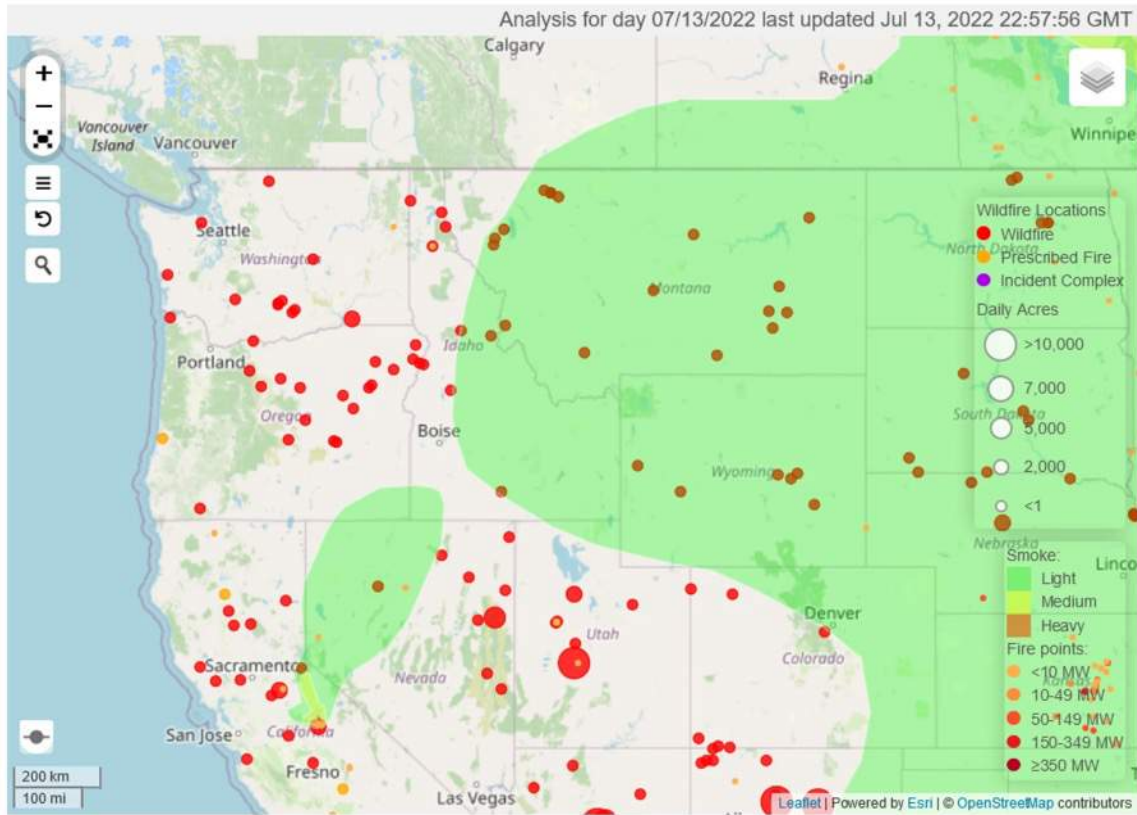 Analysis for day 07/13/2022 last updated Jul 13, 2022 22:57:56 GMT
Calgary
Regina
+
−
Vancouver
Island
Vancouver
Winnipe
Seattle
Washington
Wildfire Locations
Wildfire
North Dakota
Prescribed Fire
Incident Complex
Montana
Daily Acres
Portland
Idaho
>10,000
7,000
Oregon
South Dakota
5,000
Boise
Wyoming
2,000
<1
Nebraska
Smoke:
Light
Linco
Medium
Heavy
Denver
Utah
Colorado
Fire points:
Sacramento
Nevada
<10 MW
Kansas
10-49 MW
50-149 MW
San Jose
California
150-349 MW
≥350 MW
Fresno
200 km
100 mi
Las Vegas
Leaflet | Powered by Esri | © OpenStreetMap contributors